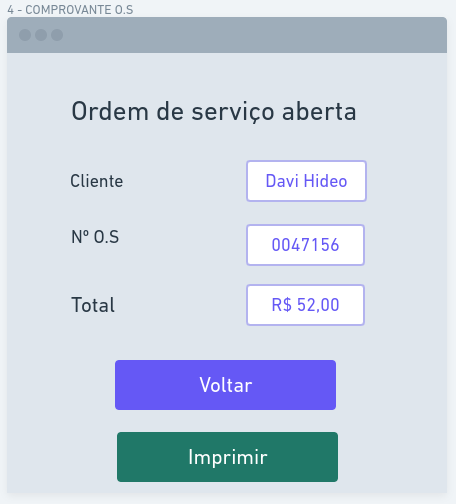 4 - COMPROVANTE O.S
Ordem de serviço aberta
Cliente Davi Hideo
Nº O.S 0047156
Total R$ 52,00
Voltar
Imprimir